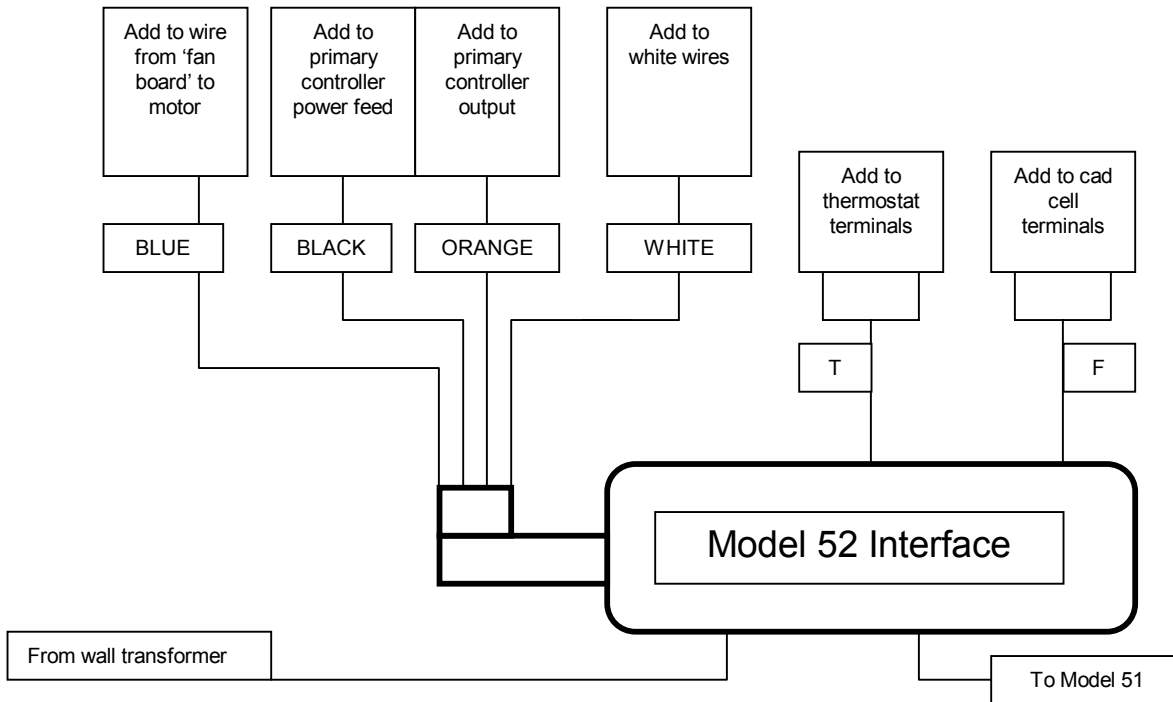 Add to wire
from ‘fan
board’ to
motor
Add to
primary
controller
power feed
Add to
primary
controller
output
Add to
white wires
Add to
thermostat
terminals
Add to cad
cell
terminals
BLUE
BLACK
ORANGE
WHITE
T
F
Model 52 Interface
From wall transformer
To Model 51